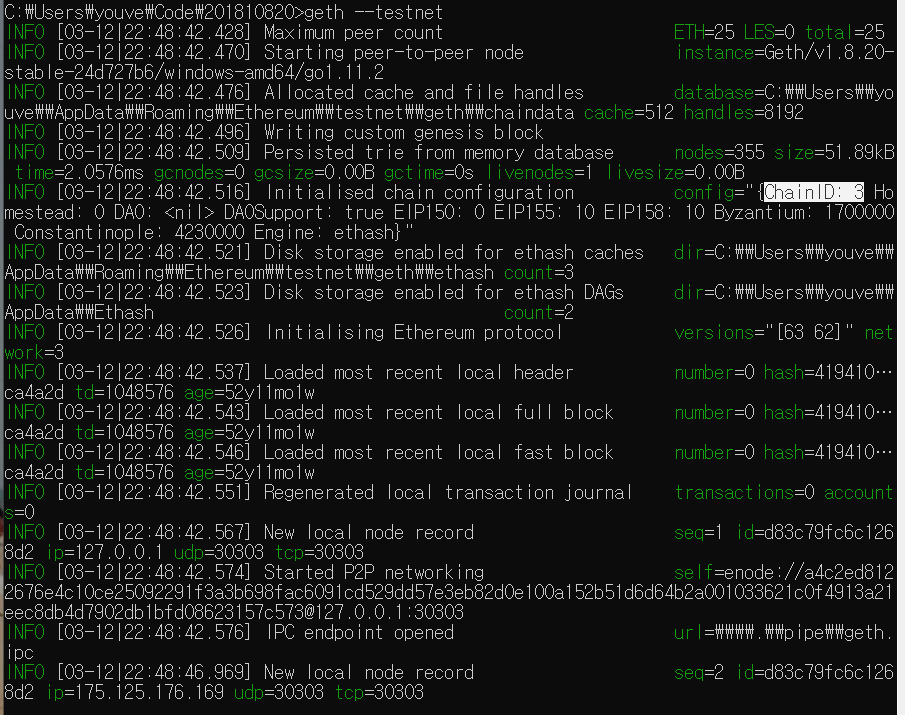 C:₩Users₩youve₩Code₩201810820>geth --testnet
INFO [03-12|22:48:42.428] Maximum peer count                       ETH=25 LES=0 total=25
INFO [03-12|22:48:42.470] Starting peer-to-peer node               instance=Geth/v1.8.20-
stable-24d727b6/windows-amd64/go1.11.2
INFO [03-12|22:48:42.476] Allocated cache and file handles         database=C:₩₩Users₩₩yo
uve₩₩AppData₩₩Roaming₩₩Ethereum₩₩testnet₩₩geth₩₩chaindata cache=512 handles=8192
INFO [03-12|22:48:42.496] Writing custom genesis block
INFO [03-12|22:48:42.509] Persisted trie from memory database      nodes=355 size=51.89kB
 time=2.0576ms gcnodes=0 gcsize=0.00B gctime=0s livenodes=1 livesize=0.00B
INFO [03-12|22:48:42.516] Initialised chain configuration          config="{ChainID: 3 Ho
mestead: 0 DAO: <nil> DAOSupport: true EIP150: 0 EIP155: 10 EIP158: 10 Byzantium: 1700000
 Constantinople: 4230000 Engine: ethash}"
INFO [03-12|22:48:42.521] Disk storage enabled for ethash caches   dir=C:₩₩Users₩₩youve₩₩
AppData₩₩Roaming₩₩Ethereum₩₩testnet₩₩geth₩₩ethash count=3
INFO [03-12|22:48:42.523] Disk storage enabled for ethash DAGs     dir=C:₩₩Users₩₩youve₩₩
AppData₩₩Ethash                                   count=2
INFO [03-12|22:48:42.526] Initialising Ethereum protocol           versions="[63 62]" net
work=3
INFO [03-12|22:48:42.537] Loaded most recent local header          number=0 hash=419410…
ca4a2d td=1048576 age=52y11mo1w
INFO [03-12|22:48:42.543] Loaded most recent local full block      number=0 hash=419410…
ca4a2d td=1048576 age=52y11mo1w
INFO [03-12|22:48:42.546] Loaded most recent local fast block      number=0 hash=419410…
ca4a2d td=1048576 age=52y11mo1w
INFO [03-12|22:48:42.551] Regenerated local transaction journal    transactions=0 account
s=0
INFO [03-12|22:48:42.567] New local node record                    seq=1 id=d83c79fc6c126
8d2 ip=127.0.0.1 udp=30303 tcp=30303
INFO [03-12|22:48:42.574] Started P2P networking                   self=enode://a4c2ed812
2676e4c10ce25092291f3a3b698fac6091cd529dd57e3eb82d0e100a152b51d6d64b2a001033621c0f4913a21
eec8db4d7902db1bfd08623157c573@127.0.0.1:30303
INFO [03-12|22:48:42.576] IPC endpoint opened                      url=₩₩₩₩.₩₩pipe₩₩geth.
ipc
INFO [03-12|22:48:46.969] New local node record                    seq=2 id=d83c79fc6c126
8d2 ip=175.125.176.169 udp=30303 tcp=30303